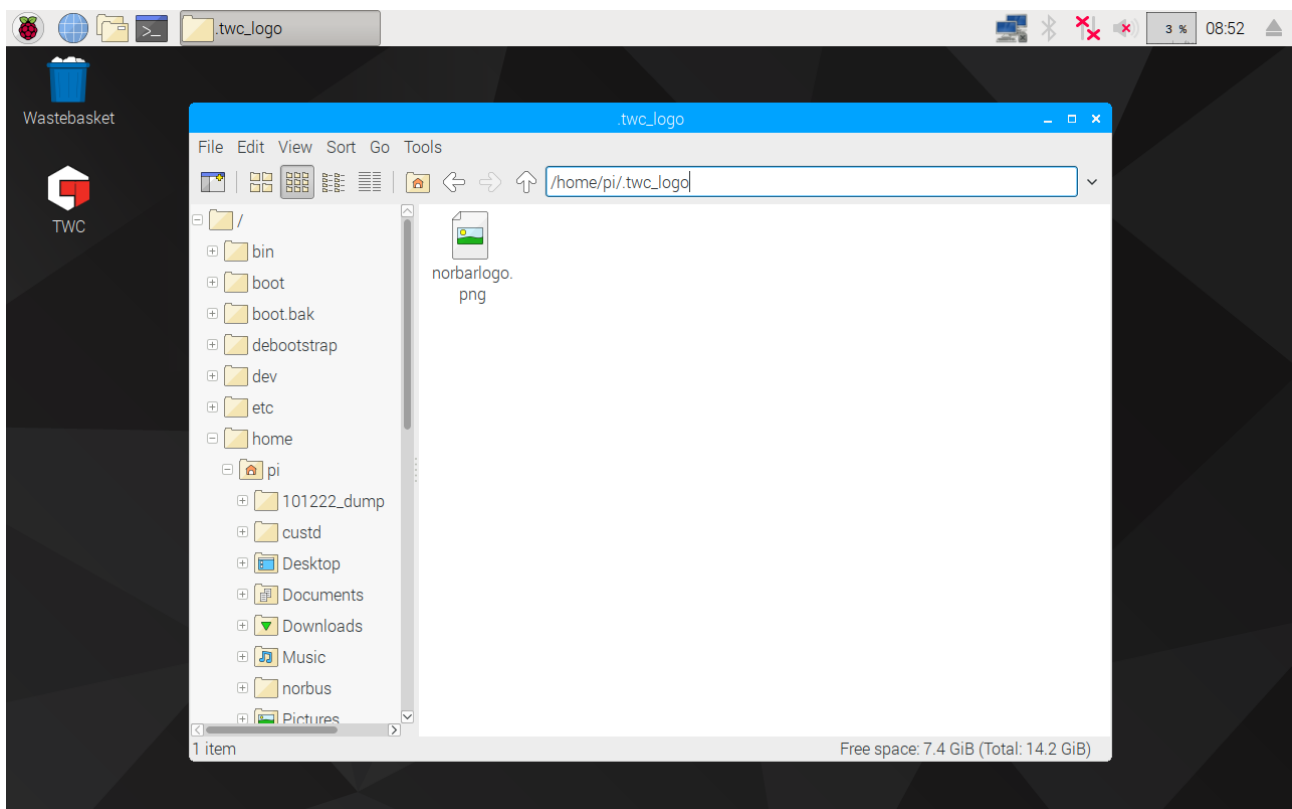 .twc_logo
3 %
08:52
Wastebasket
TWC
.twc_logo
File Edit View Sort Go Tools
/home/pi/.twc_logo
/
bin
boot
boot.bak
debootstrap
dev
etc
home
pi
101222_dump
custd
Desktop
Documents
Downloads
Music
norbus
Pictures
norbarlogo.
png
1 item
Free space: 7.4 GiB (Total: 14.2 GiB)